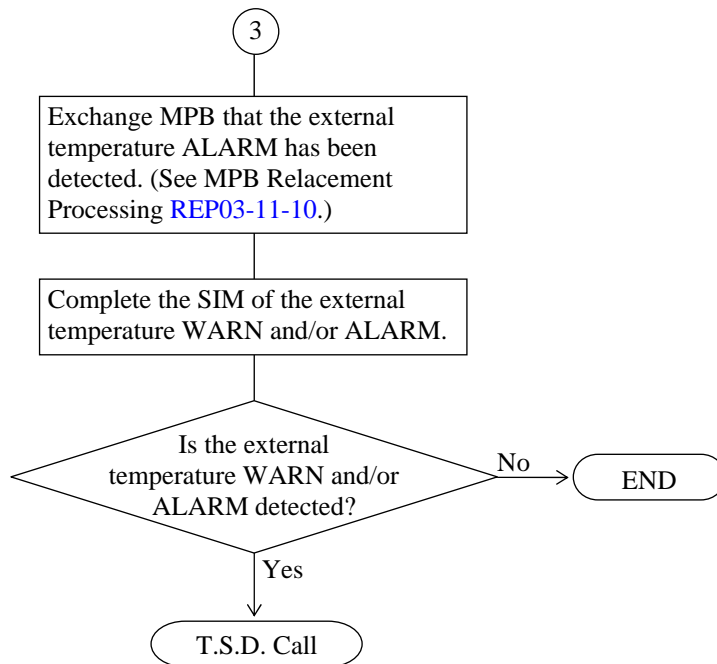 3
Exchange MPB that the external
temperature ALARM has been
detected. (See MPB Relacement
Processing REP03-11-10.)
Complete the SIM of the external
temperature WARN and/or ALARM.
Is the external
temperature WARN and/or
ALARM detected?
No
END
Yes
T.S.D. Call